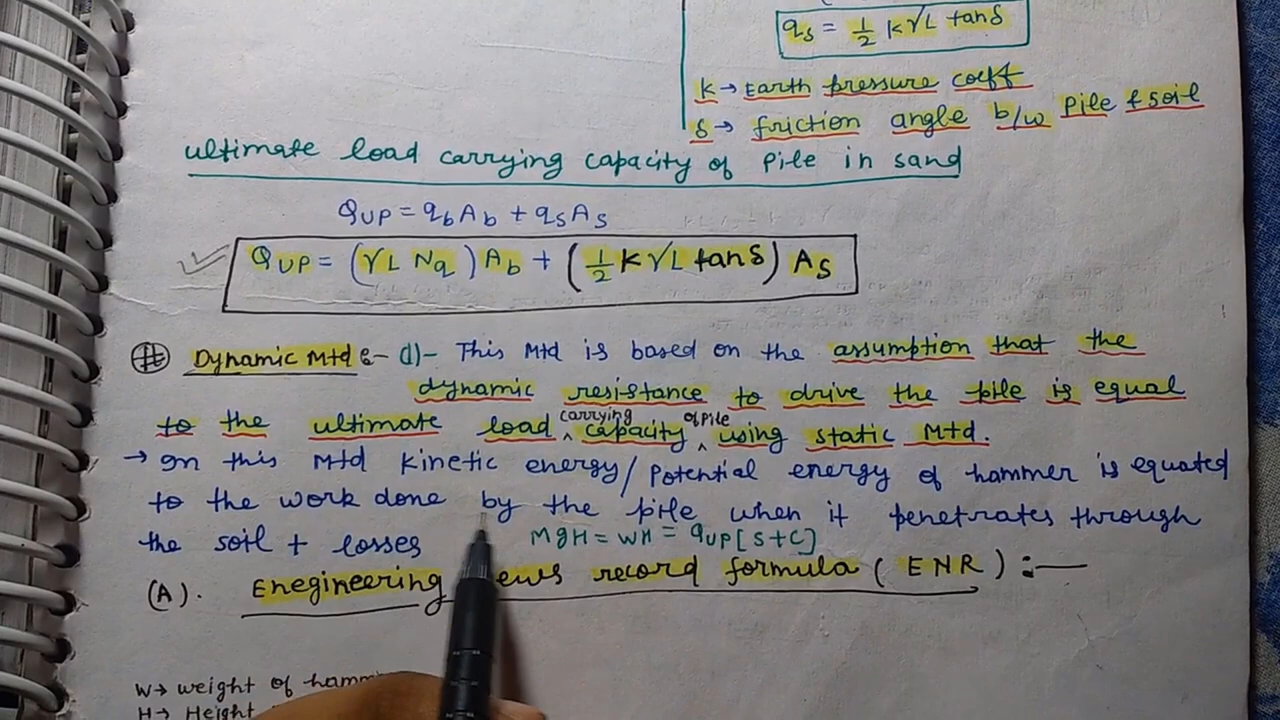 qs = 1/2 KγL tanδ
K→ Earth pressure coeff
δ→ friction angle b/w Pile & soil
ultimate load carrying capacity of Pile in sand
QUP = qbAb + qsAs
QUP = (γL Nq) Ab + (1/2 KγL tanδ) As
# Dynamic Mtd :- d)- This Mtd is based on the assumption that the
dynamic resistance to drive the pile is equal
to the ultimate load carrying capacity of Pile using static Mtd.
→ In this Mtd Kinetic energy/Potential energy of hammer is equated
to the work done by the pile when it penetrates through
the soil + losses MgH = WH = qUP[S+C]
(A). Enegineering ews record formula (ENR) :—
W→ weight of
H→ Height